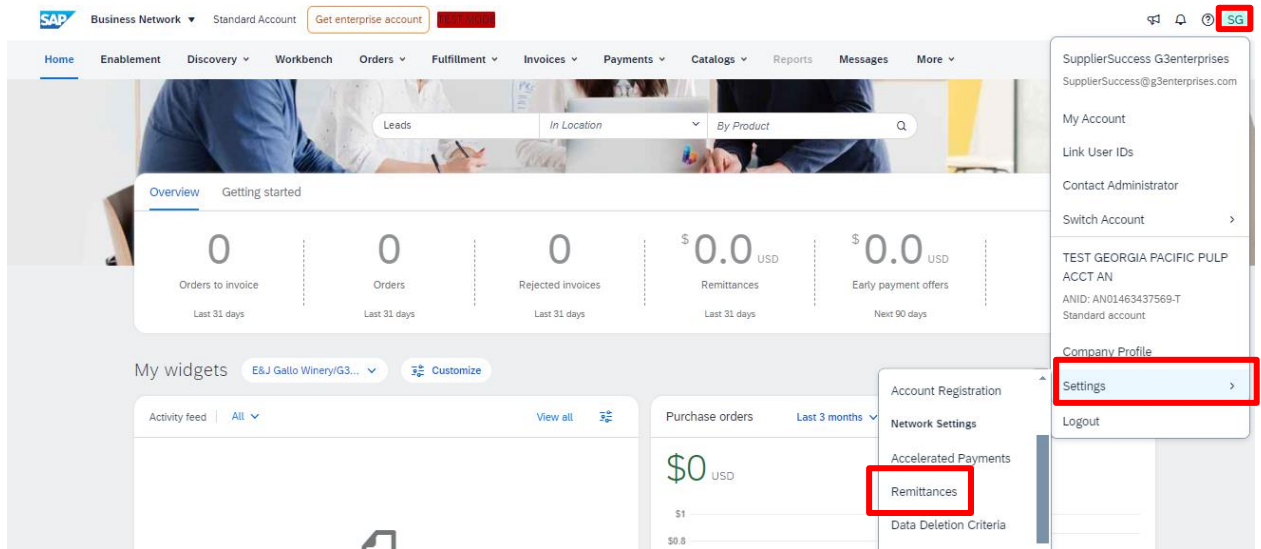 SAP Business Network Standard Account Get enterprise account TEST MODE SG
Home Enablement Discovery Workbench Orders Fulfillment Invoices Payments Catalogs Reports Messages More
Leads In Location By Product
Overview Getting started
0 0 0 $ 0.0 USD $ 0.0 USD
Orders to invoice Orders Rejected invoices Remittances Early payment offers
Last 31 days Last 31 days Last 31 days Last 31 days Next 90 days
My widgets E&J Gallo Winery/G3... Customize
Activity feed All View all
Purchase orders Last 3 months
$0 USD
$1
$0.8
SupplierSuccess G3enterprises
SupplierSuccess@g3enterprises.com
My Account
Link User IDs
Contact Administrator
Switch Account
TEST GEORGIA PACIFIC PULP
ACCT AN
ANID: AN01463437569-T
Standard account
Company Profile
Settings
Logout
Account Registration
Network Settings
Accelerated Payments
Remittances
Data Deletion Criteria